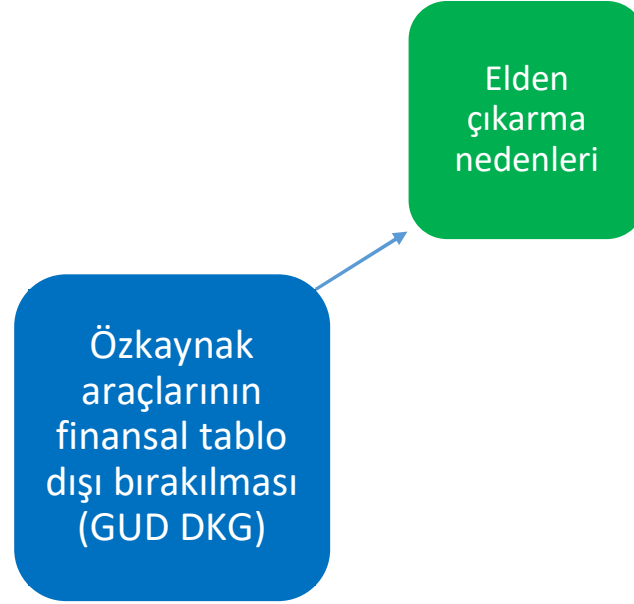 Elden
çıkarma
nedenleri
Özkaynak
araçlarının
finansal tablo
dışı bırakılması
(GUD DKG)